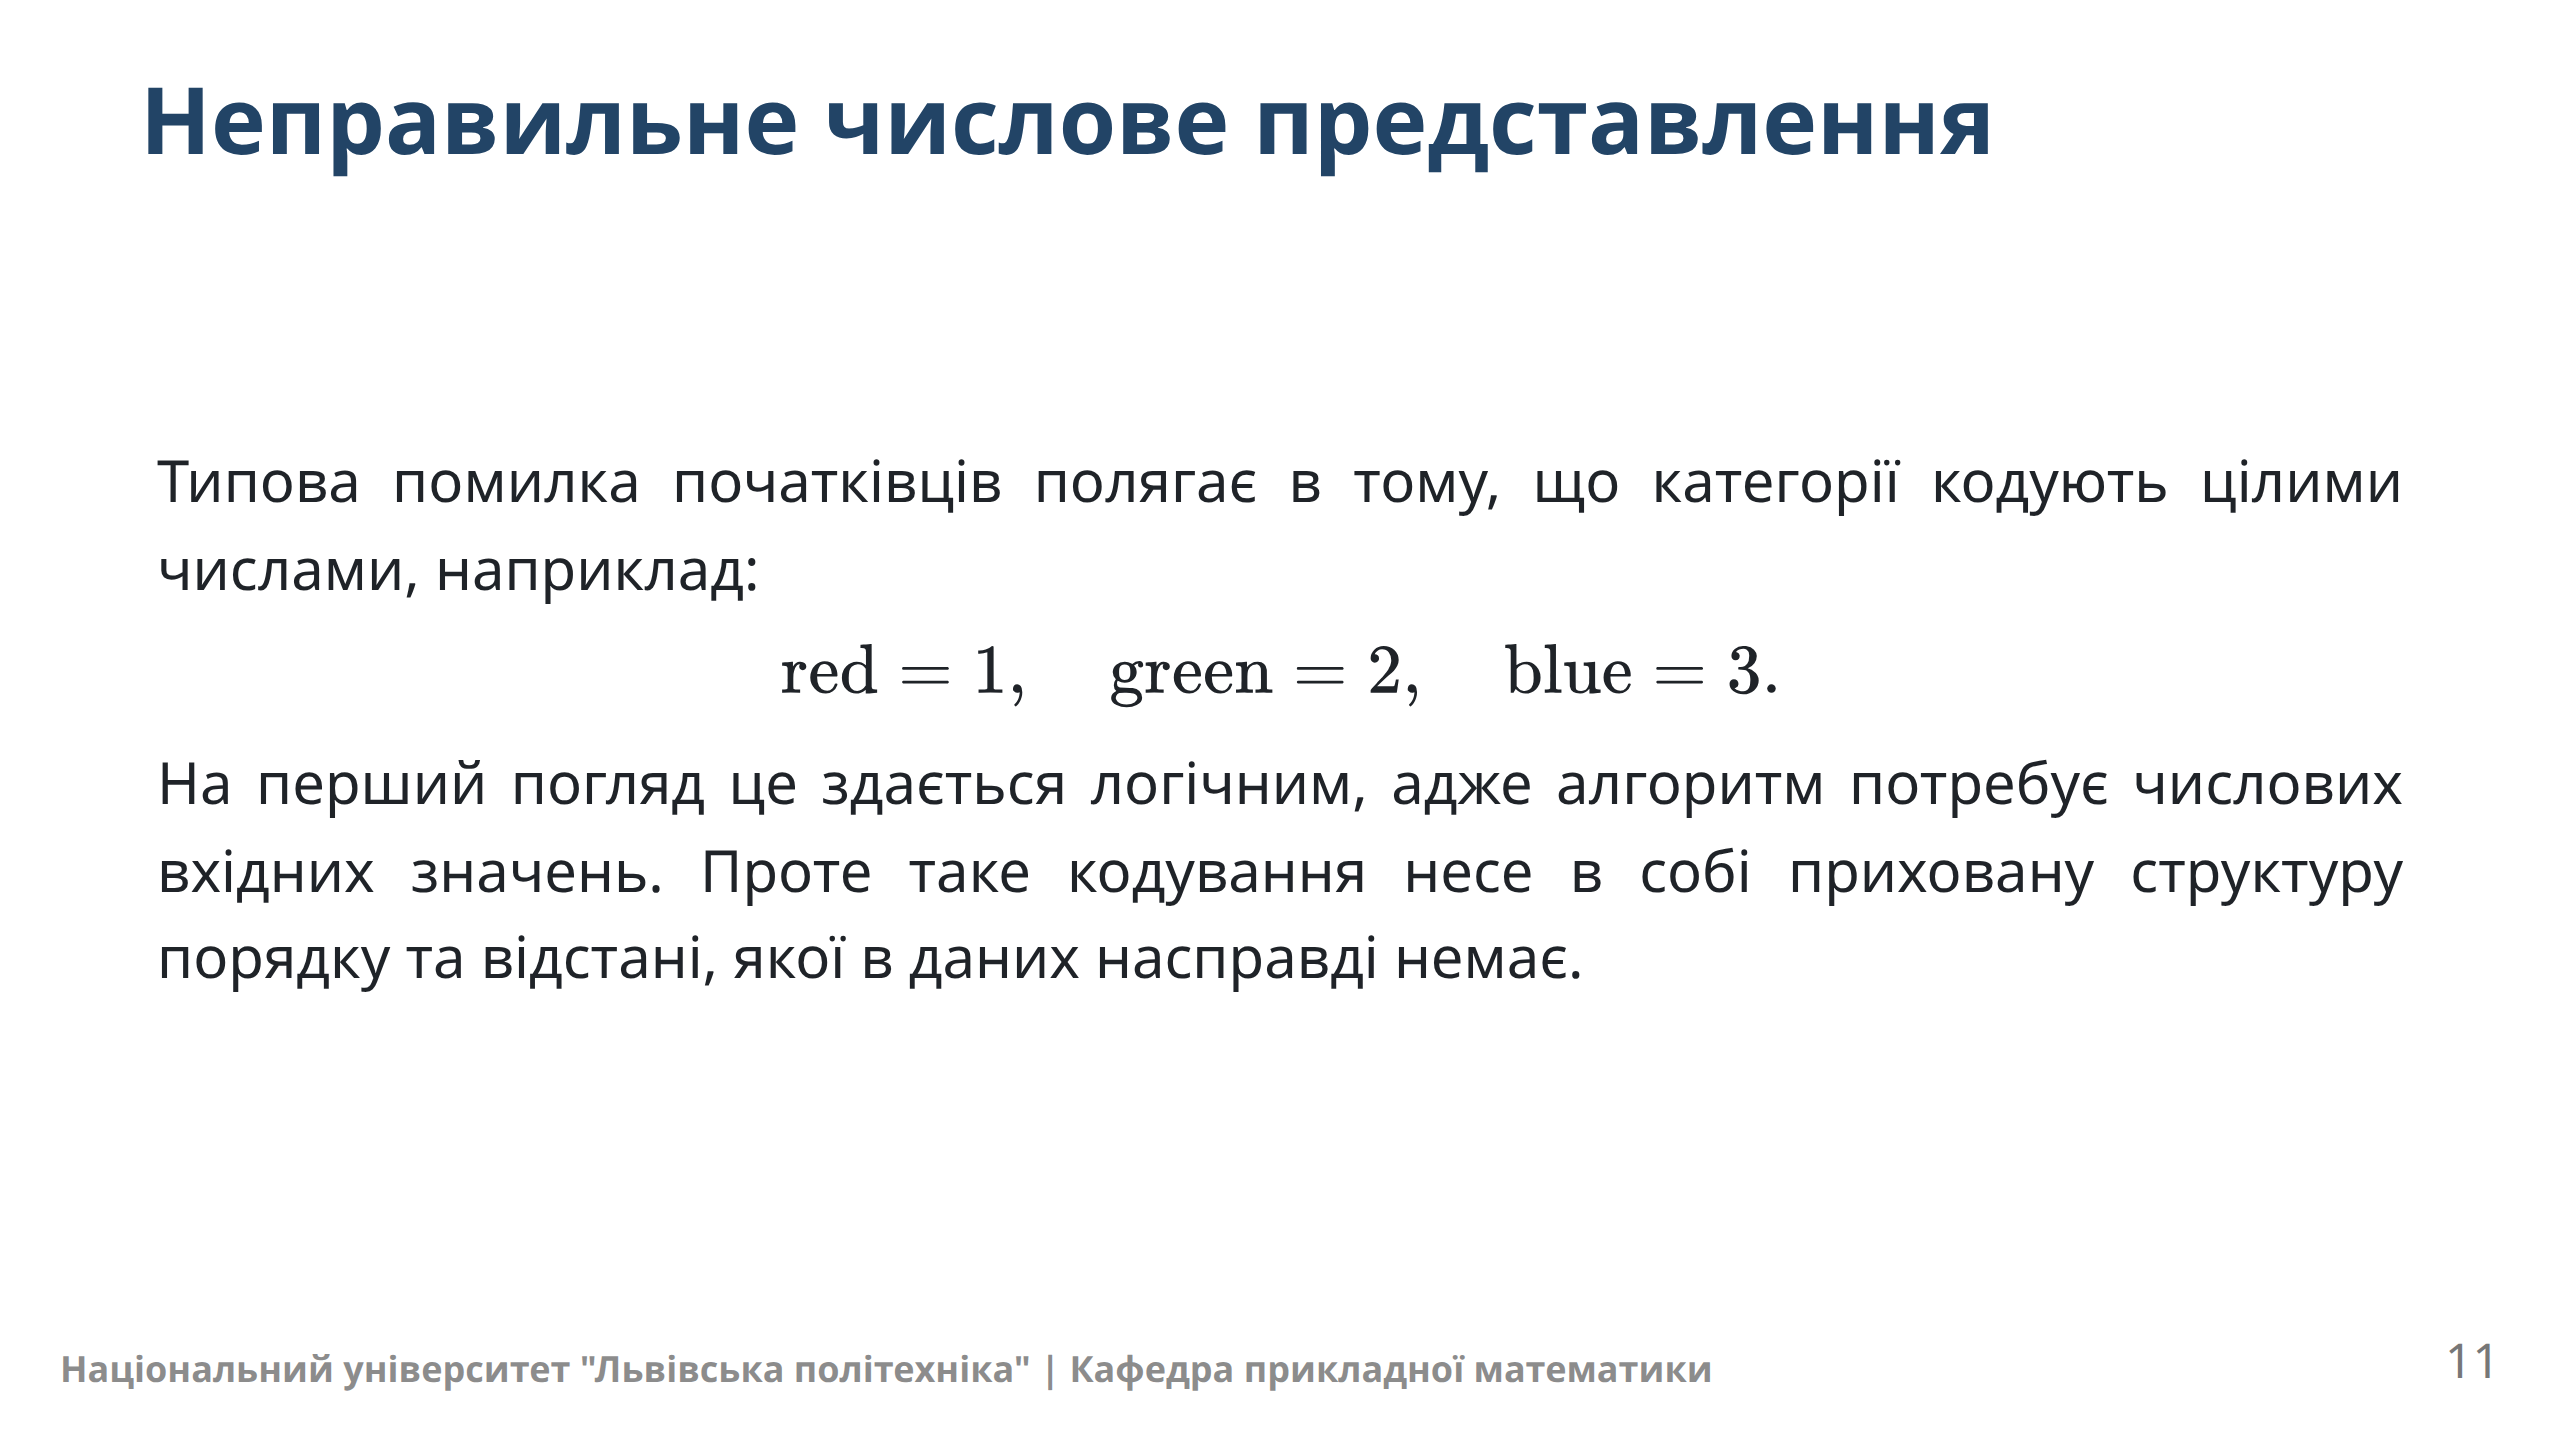 Неправильне числове представлення
Типова помилка початківців полягає в тому, що категорії кодують цілими
числами, наприклад:
red = 1, green = 2, blue = 3.
На перший погляд це здається логічним, адже алгоритм потребує числових
вхідних значень. Проте таке кодування несе в собі приховану структуру
порядку та відстані, якої в даних насправді немає.
Національний університет "Львівська політехніка" | Кафедра прикладної математики
11